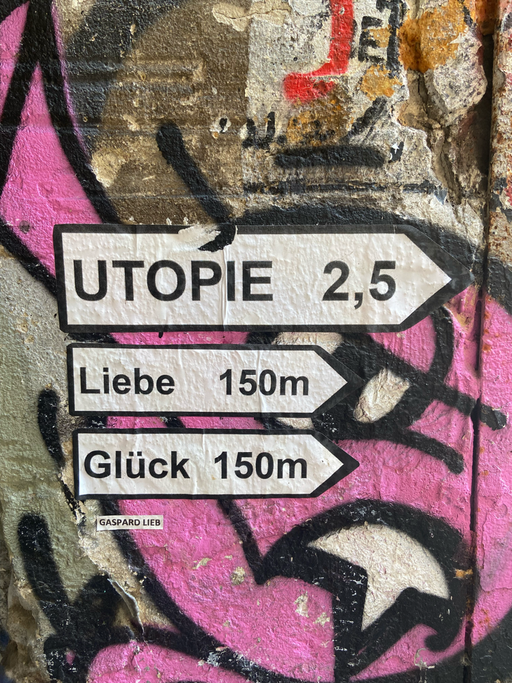 UTOPIE 2,5
Liebe 150m
Glück 150m
GASPARD LIEB